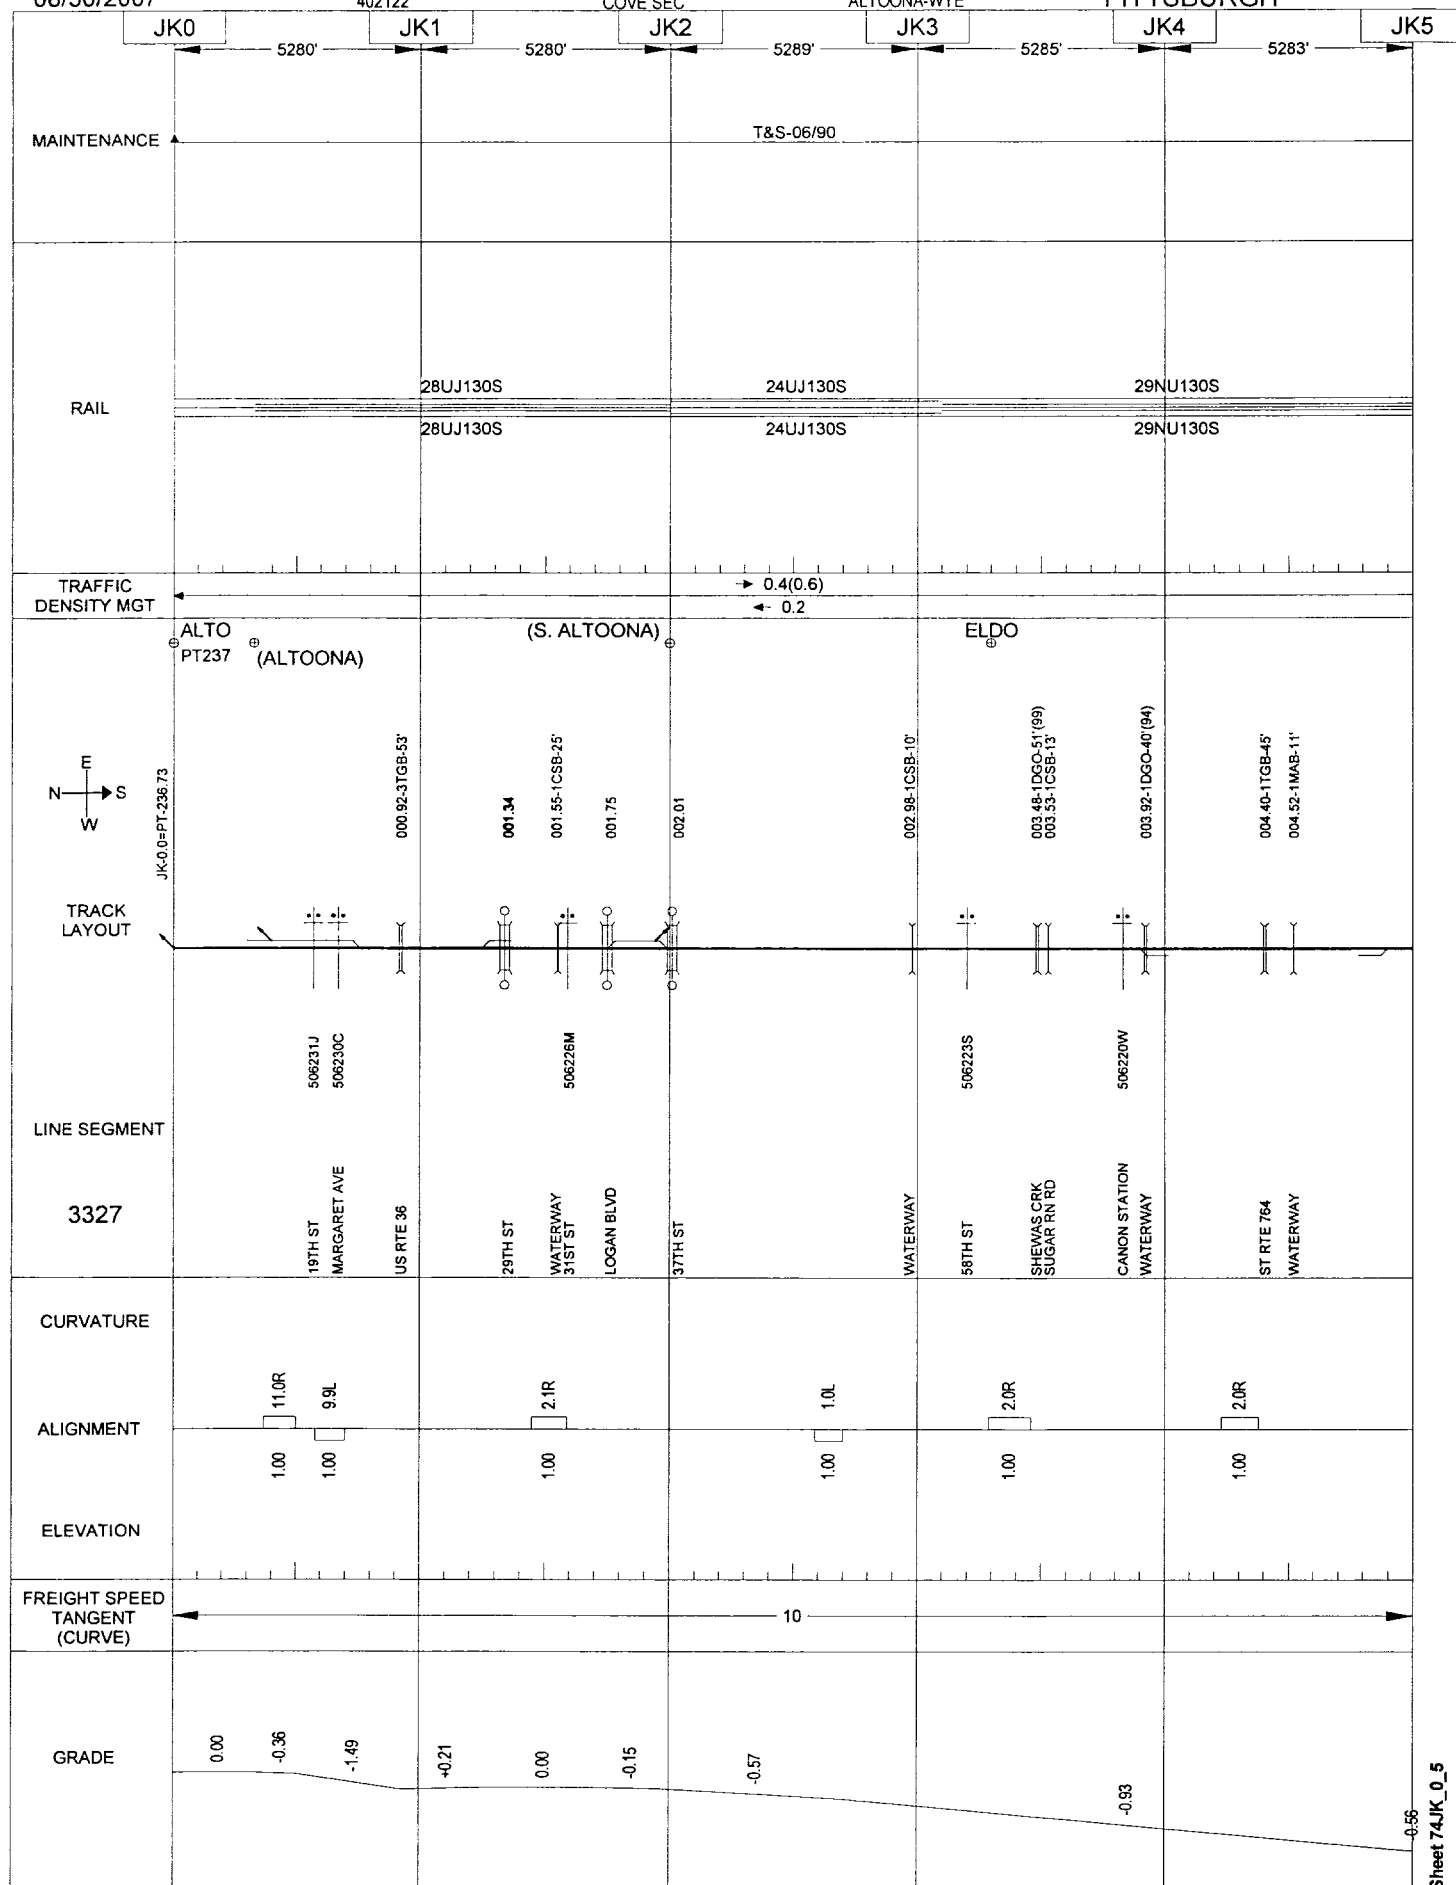 402122 COVE SEC ALTOONA-WYE
JK0 JK1 JK2 JK3 JK4 JK5
5280' 5280' 5289' 5285' 5283'
MAINTENANCE
T&S-06/90
28UJ130S 24UJ130S 29NU130S
RAIL
28UJ130S 24UJ130S 29NU130S
TRAFFIC
DENSITY MGT
0.4(0.6)
0.2
ALTO (S. ALTOONA) ELDO
PT237 (ALTOONA)
E
N S
W
JK-0.0=PT-236.73
000.92-3TGB-53'
001.34
001.55-1CSB-25'
001.75
002.01
002.98-1CSB-10'
003.48-1DGO-51'(99)
003.53-1CSB-13'
003.92-1DGO-40'(94)
004.40-1TGB-45'
004.52-1MAB-11'
TRACK
LAYOUT
506231J
506230C
506226M
506223S
506220W
LINE SEGMENT
3327
19TH ST
MARGARET AVE
US RTE 36
29TH ST
WATERWAY
31ST ST
LOGAN BLVD
37TH ST
WATERWAY
58TH ST
SHEWAS CRK
SUGAR RN RD
CANON STATION
WATERWAY
ST RTE 764
WATERWAY
CURVATURE
11.0R 9.9L 2.1R 1.0L 2.0R 2.0R
ALIGNMENT
1.00 1.00 1.00 1.00 1.00 1.00
ELEVATION
FREIGHT SPEED
TANGENT
(CURVE)
10
GRADE
0.00 -0.36 -1.49 +0.21 0.00 -0.15 -0.57 -0.93 -0.56
Sheet 74JK_0_5